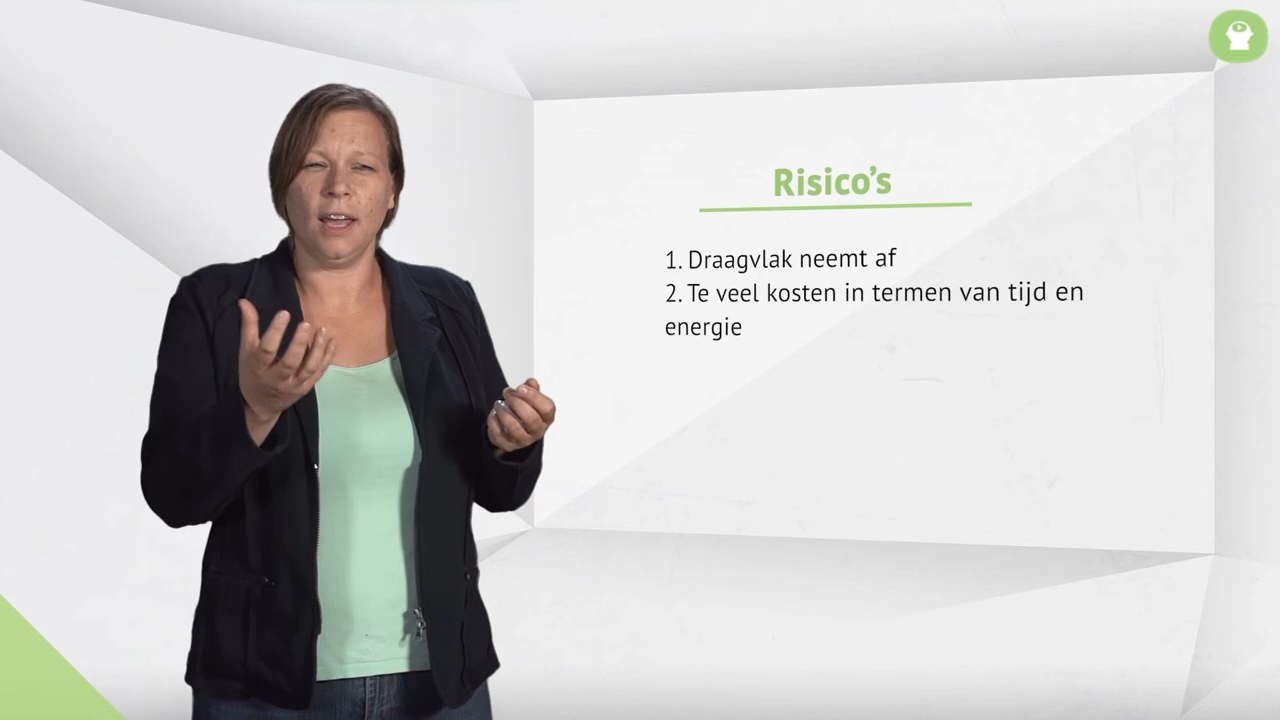 Risico’s
1. Draagvlak neemt af
2. Te veel kosten in termen van tijd en
energie